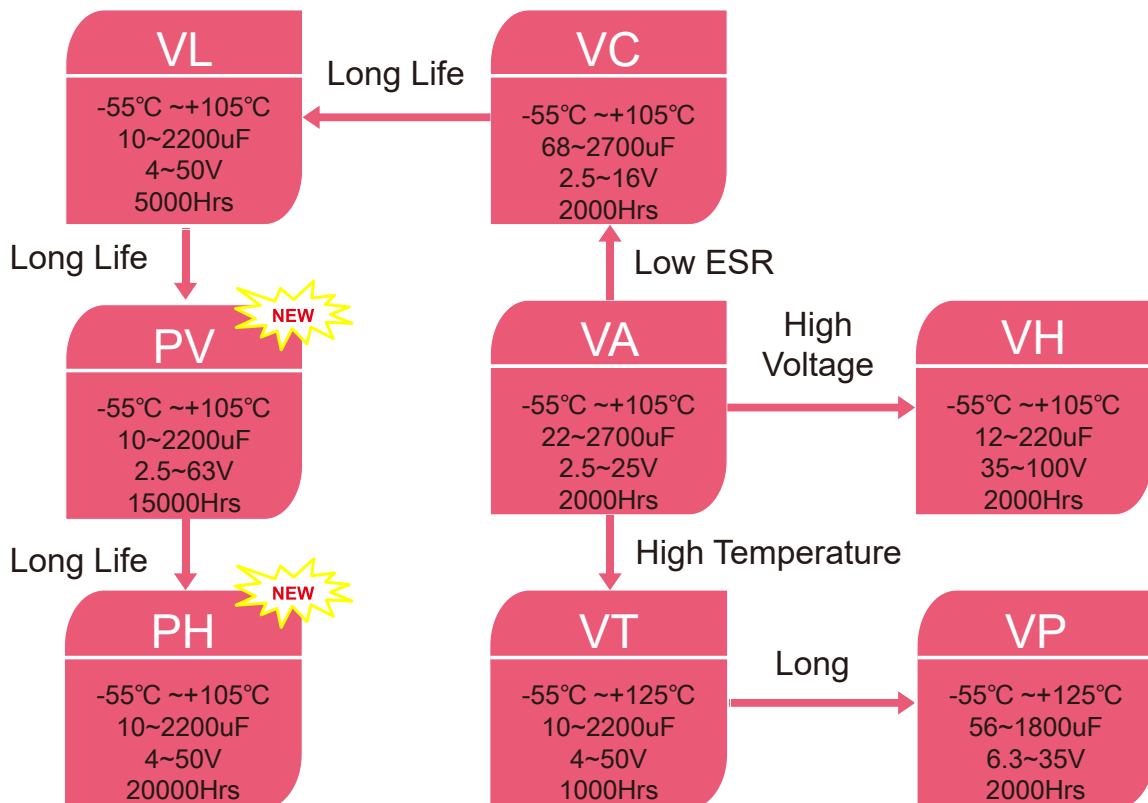 VL
-55℃ ~+105℃
10~2200uF
4~50V
5000Hrs
Long Life
VC
-55℃ ~+105℃
68~2700uF
2.5~16V
2000Hrs
Long Life
Low ESR
PV
NEW
-55℃ ~+105℃
10~2200uF
2.5~63V
15000Hrs
VA
-55℃ ~+105℃
22~2700uF
2.5~25V
2000Hrs
High
Voltage
VH
-55℃ ~+105℃
12~220uF
35~100V
2000Hrs
Long Life
High Temperature
PH
NEW
-55℃ ~+105℃
10~2200uF
4~50V
20000Hrs
VT
-55℃ ~+125℃
10~2200uF
4~50V
1000Hrs
Long
VP
-55℃ ~+125℃
56~1800uF
6.3~35V
2000Hrs